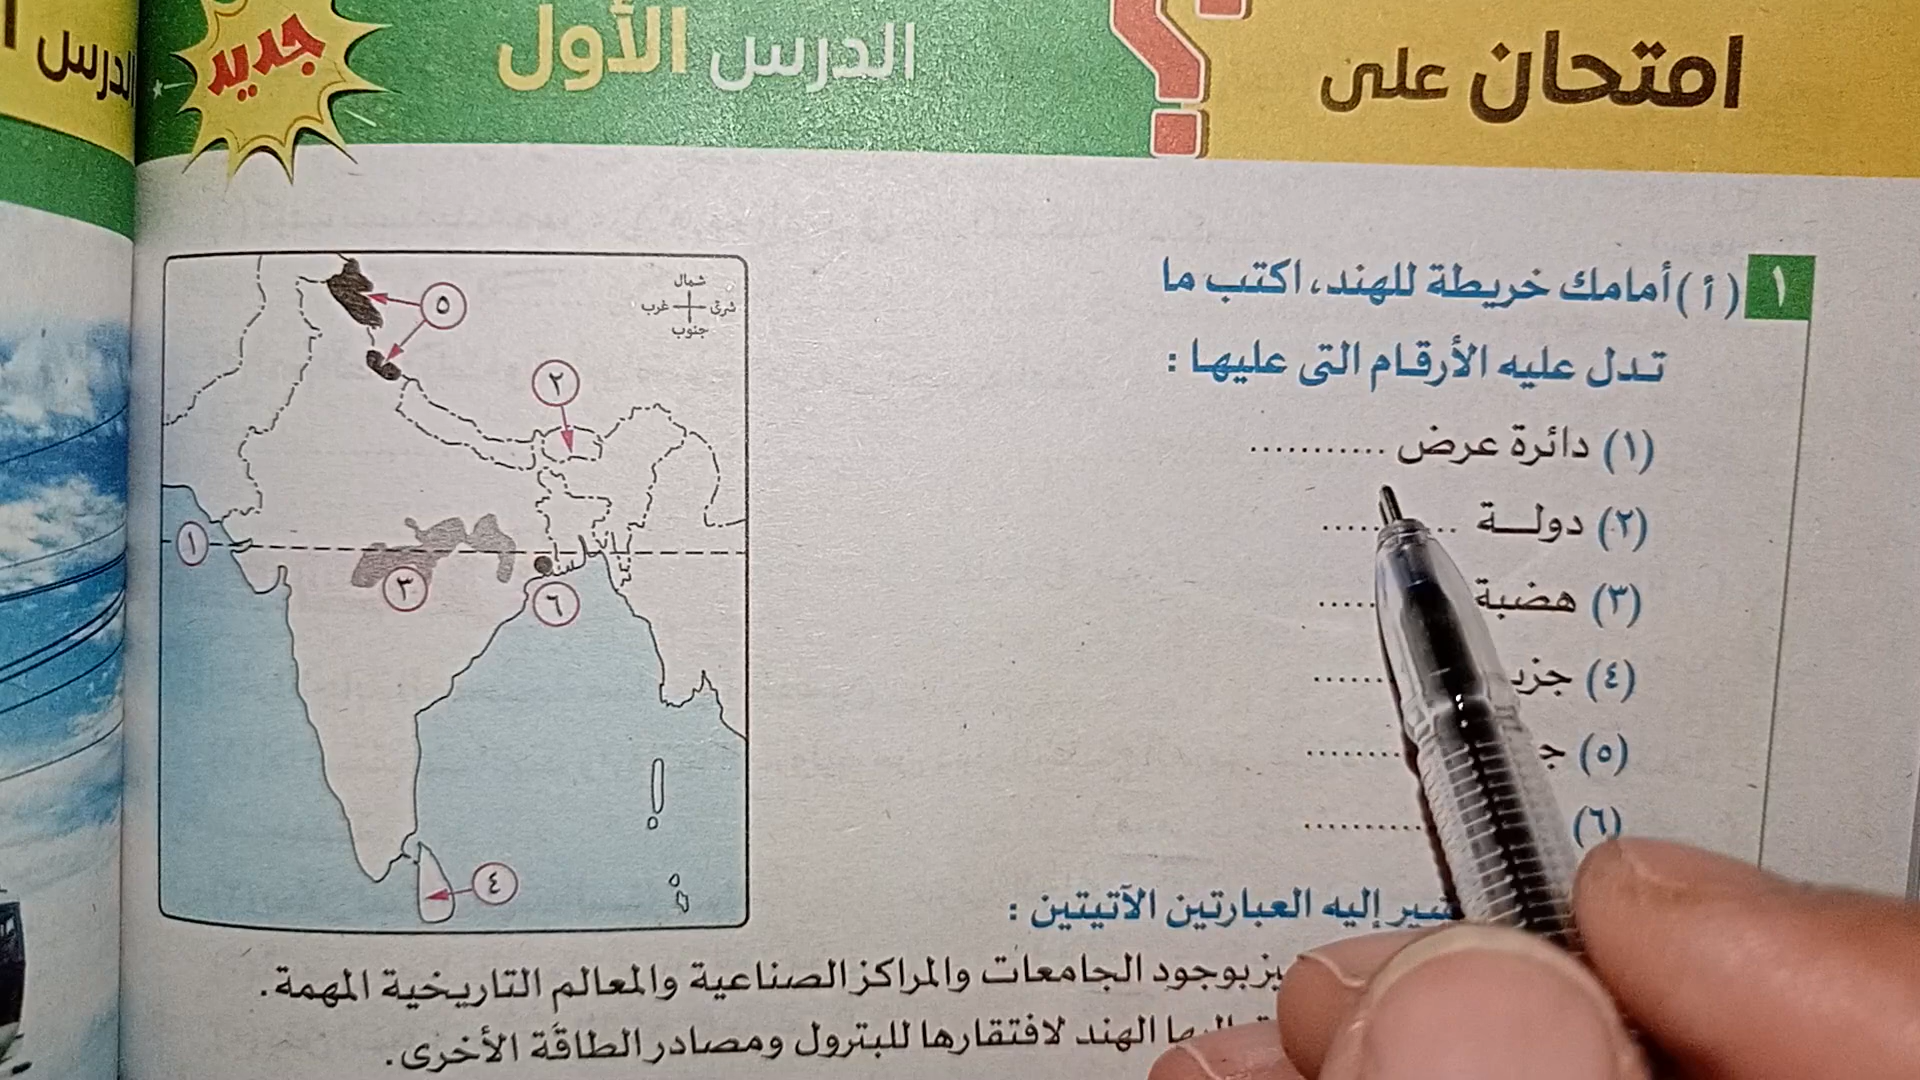 امتحان على
الدرس الأول
جديد
الدرس
١ (أ) أمامك خريطة للهند، اكتب ما
تدل عليه الأرقام التى عليها :
(١) دائرة عرض ...........
(٢) دولـــة ...........
(٣) هضبة ......
(٤) ......
(٥) ........
(٦) ..........
إليه العبارتين الآتيتين :
بوجود الجامعات والمراكز الصناعية والمعالم التاريخية المهمة.
الهند لافتقارها للبترول ومصادر الطاقة الأخرى.
شمال
غرب شرق
جنوب
٥
٢
١
٣
٦
٤